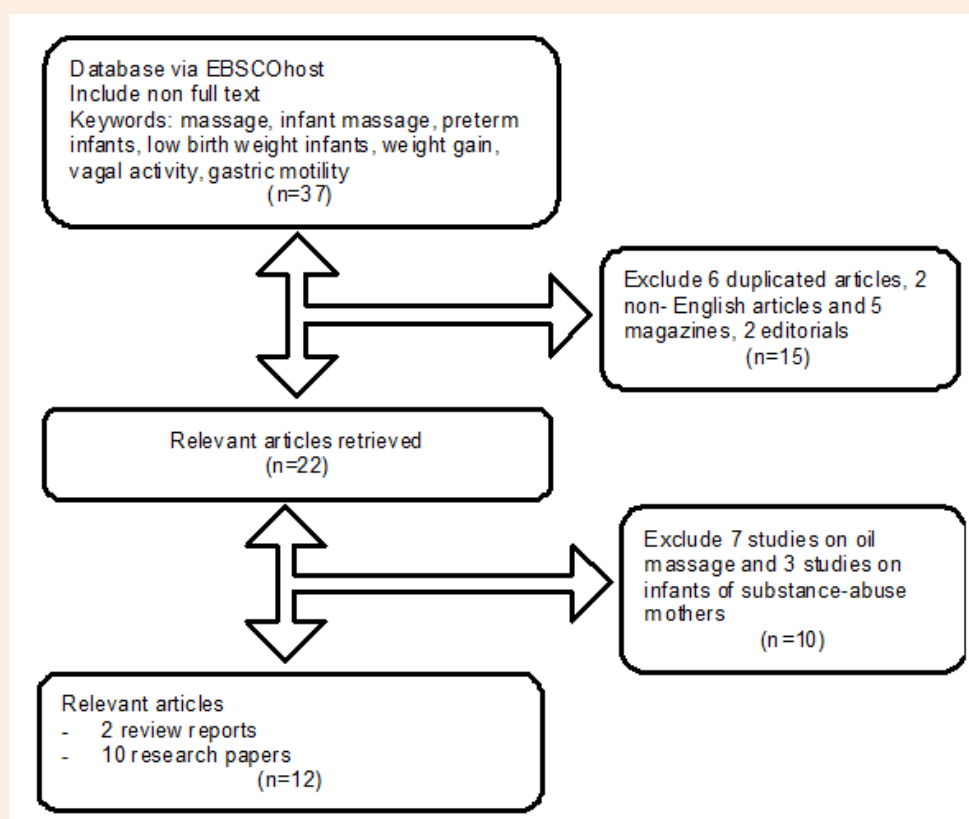 Database via EBSCOhost
Include non full text
Keywords: massage, infant massage, preterm
infants, low birth weight infants, weight gain,
vagal activity, gastric motility
(n=37)
Exclude 6 duplicated articles, 2
non- English articles and 5
magazines, 2 editorials
(n=15)
Relevant articles retrieved
(n=22)
Exclude 7 studies on oil
massage and 3 studies on
infants of substance-abuse
mothers
(n=10)
Relevant articles
- 2 review reports
- 10 research papers
(n=12)